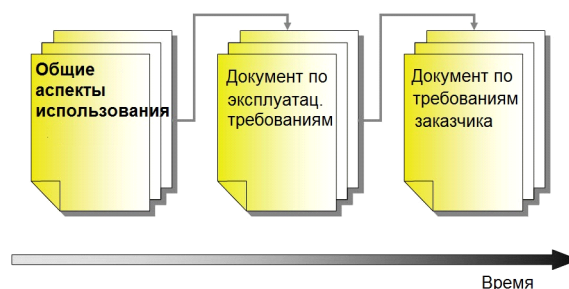 Общие
аспекты
использования
Документ по
эксплуатац.
требованиям
Документ по
требованиям
заказчика
Время